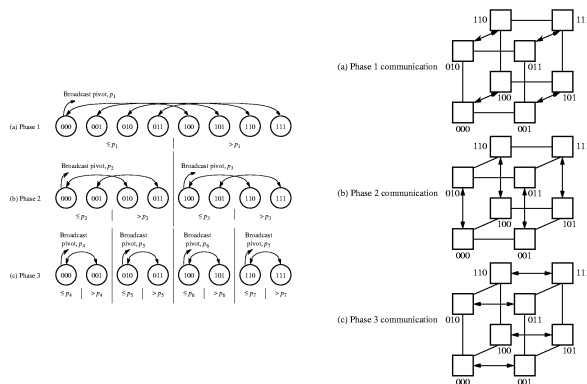 Broadcast pivot, p1
(a) Phase 1
000 001 010 011 100 101 110 111
≤ p1 > p1
Broadcast pivot, p2 Broadcast pivot, p3
(b) Phase 2
000 001 010 011 100 101 110 111
≤ p2 > p2 ≤ p3 > p3
Broadcast Broadcast Broadcast Broadcast
pivot, p4 pivot, p5 pivot, p6 pivot, p7
(c) Phase 3
000 001 010 011 100 101 110 111
≤ p4 > p4 ≤ p5 > p5 ≤ p6 > p6 ≤ p7 > p7
110 11
(a) Phase 1 communication
010 011
100 101
000 001
110 11
(b) Phase 2 communication
010 011
100 101
000 001
110 11
(c) Phase 3 communication
010 011
100 101
000 001